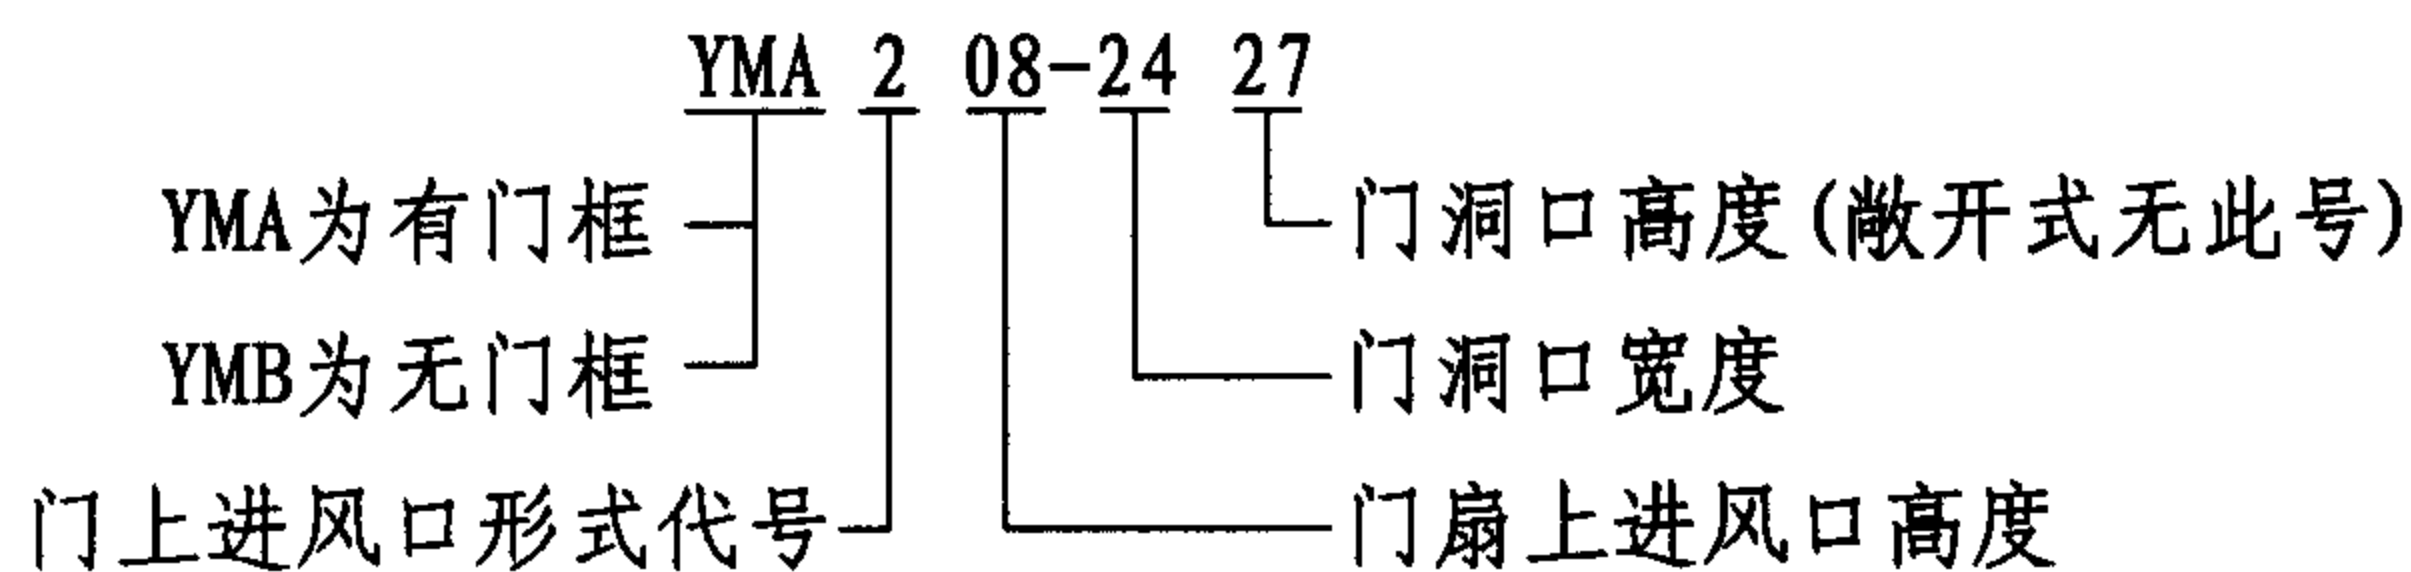 YMA 2 08-24 27
YMA为有门框
门洞口高度(敞开式无此号)
YMB为无门框
门洞口宽度
门上进风口形式代号
门扇上进风口高度